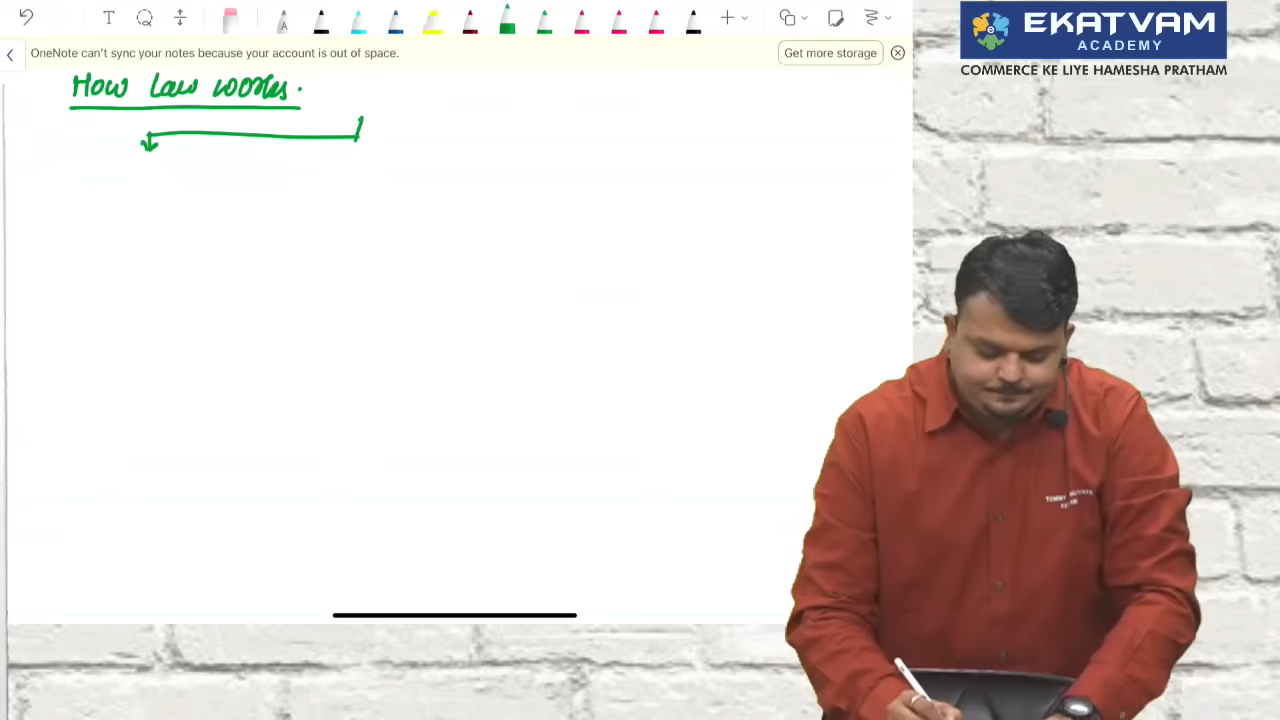 EKATVAM
ACADEMY
COMMERCE KE LIYE HAMESHA PRATHAM
OneNote can't sync your notes because your account is out of space.
Get more storage
How Law works.
TOMMY